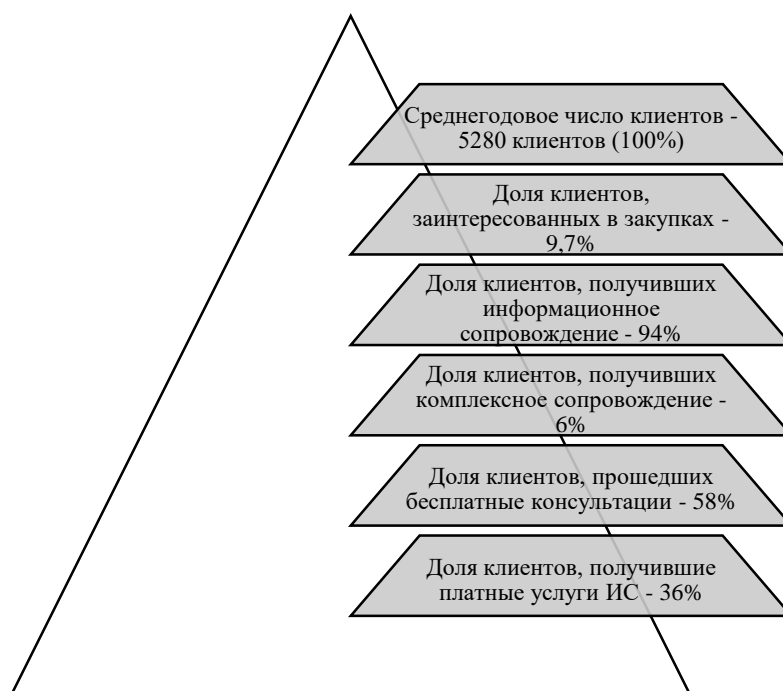 Среднегодовое число клиентов -
5280 клиентов (100%)
Доля клиентов,
заинтересованных в закупках -
9,7%
Доля клиентов, получивших
информационное
сопровождение - 94%
Доля клиентов, получивших
комплексное сопровождение -
6%
Доля клиентов, прошедших
бесплатные консультации - 58%
Доля клиентов, получившие
платные услуги ИС - 36%